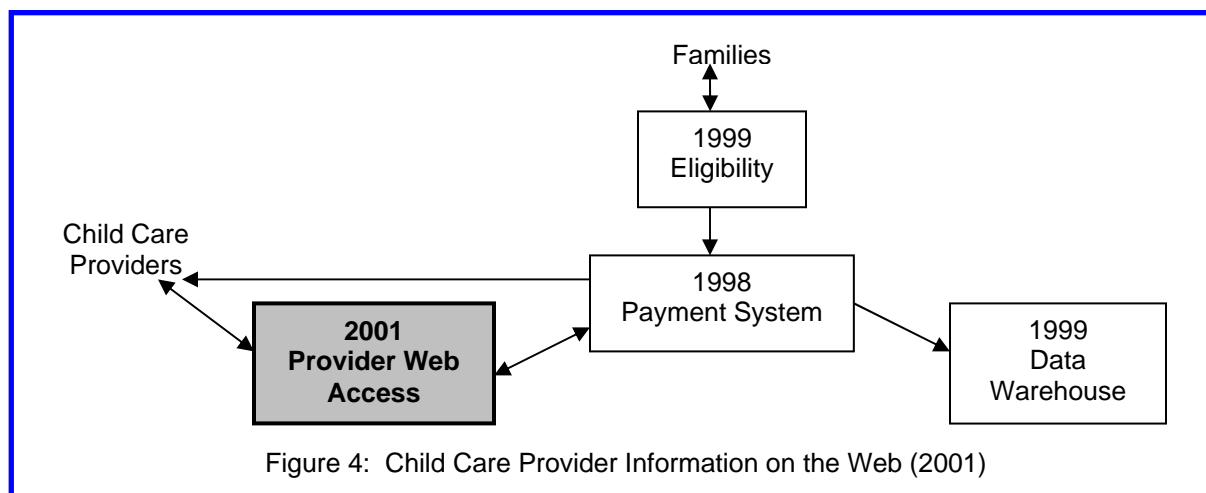 Families
1999
Eligibility
Child Care
Providers
1998
Payment System
2001
Provider Web
Access
1999
Data
Warehouse
Figure 4:  Child Care Provider Information on the Web (2001)